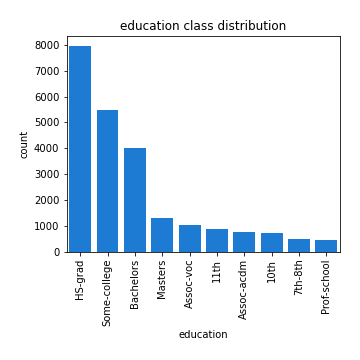 education class distribution
8000
7000
6000
5000
4000
3000
2000
1000
0
count
HS-grad
Some-college
Bachelors
Masters
Assoc-voc
11th
Assoc-acdm
10th
7th-8th
Prof-school
education